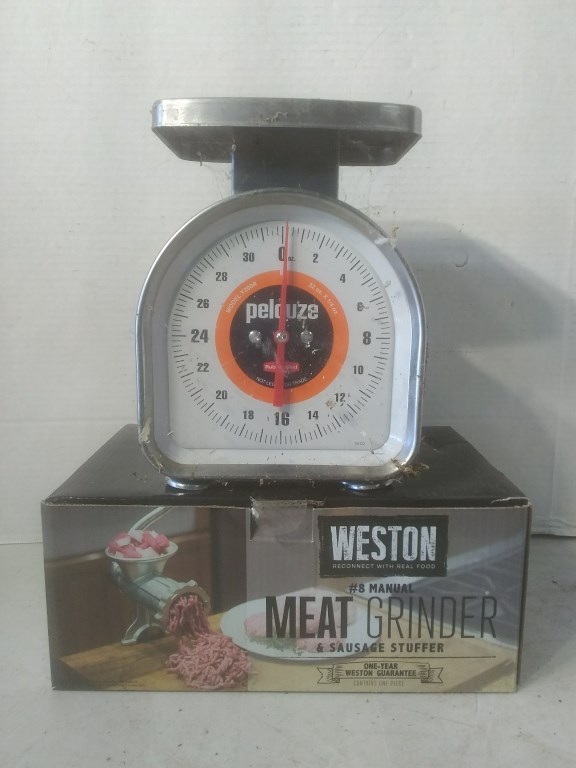 0 oz.
2
4
6
8
10
12
14
16
18
20
22
24
26
28
30
pelouze
WESTON
RECONNECT WITH REAL FOOD
#8 MANUAL
MEAT GRINDER
& SAUSAGE STUFFER
ONE-YEAR
WESTON GUARANTEE